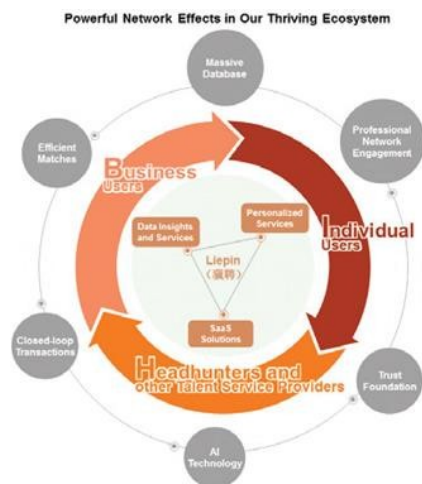 Powerful Network Effects in Our Thriving Ecosystem
Massive
Database
Efficient
Matches
Professional
Network
Engagement
Business
Users
Individual
Users
Data Insights
and Services
Personalized
Services
Liepin
(猎聘)
SaaS
Solutions
Headhunters and
other Talent Service Providers
Closed-loop
Transactions
Trust
Foundation
AI
Technology